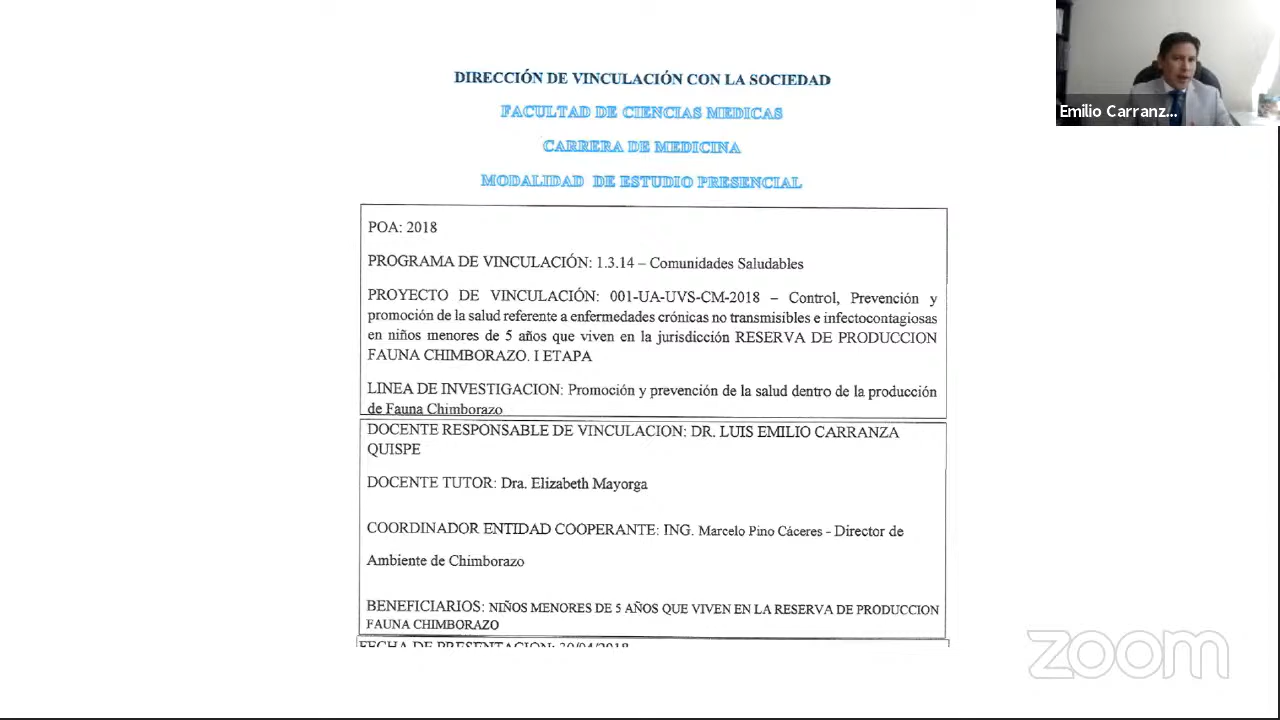 DIRECCIÓN DE VINCULACIÓN CON LA SOCIEDAD
FACULTAD DE CIENCIAS MEDICAS
CARRERA DE MEDICINA
MODALIDAD DE ESTUDIO PRESENCIAL
Emilio Carranz...
POA: 2018
PROGRAMA DE VINCULACIÓN: 1.3.14 – Comunidades Saludables
PROYECTO DE VINCULACIÓN: 001-UA-UVS-CM-2018 – Control, Prevención y
promoción de la salud referente a enfermedades crónicas no transmisibles e infectocontagiosas
en niños menores de 5 años que viven en la jurisdicción RESERVA DE PRODUCCION
FAUNA CHIMBORAZO. I ETAPA
LINEA DE INVESTIGACION: Promoción y prevención de la salud dentro de la producción
de Fauna Chimborazo
DOCENTE RESPONSABLE DE VINCULACION: DR. LUIS EMILIO CARRANZA
QUISPE
DOCENTE TUTOR: Dra. Elizabeth Mayorga
COORDINADOR ENTIDAD COOPERANTE: ING. Marcelo Pino Cáceres - Director de
Ambiente de Chimborazo
BENEFICIARIOS: NIÑOS MENORES DE 5 AÑOS QUE VIVEN EN LA RESERVA DE PRODUCCION
FAUNA CHIMBORAZO
FECHA DE PRESENTACION: 30/04/2018
zoom